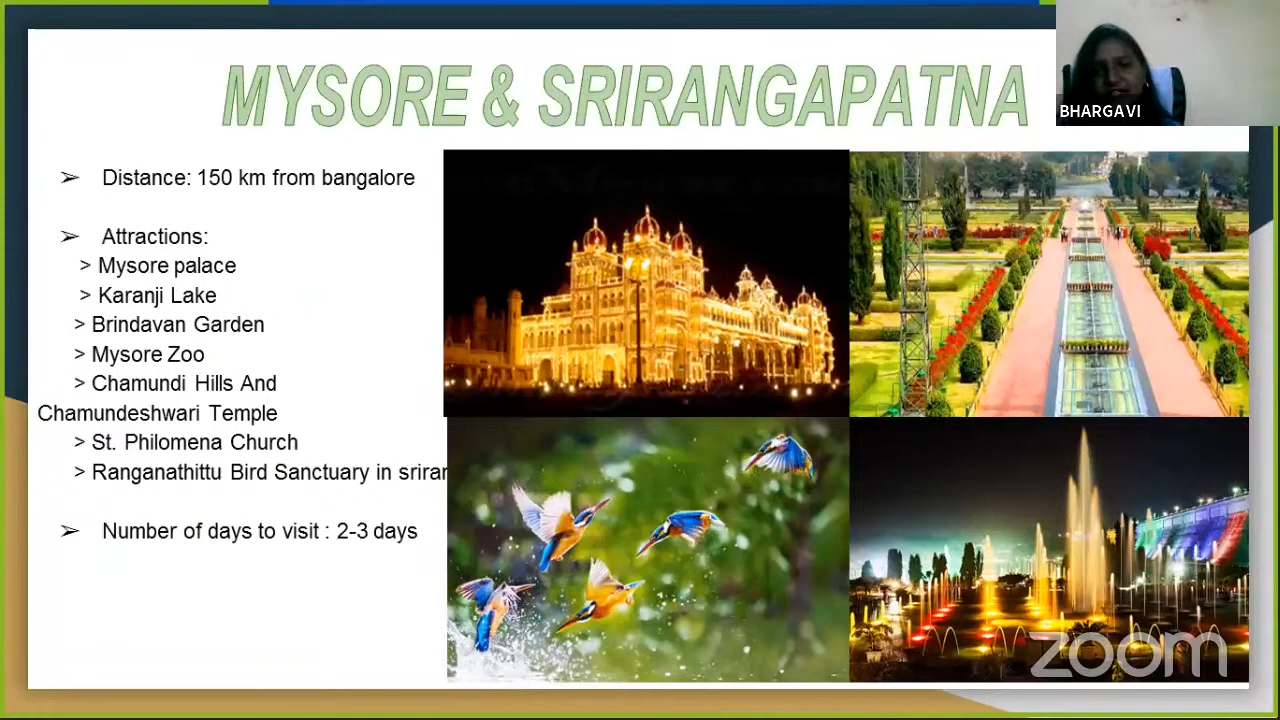 MYSORE & SRIRANGAPATNA
BHARGAVI
➢ Distance: 150 km from bangalore
➢ Attractions:
> Mysore palace
> Karanji Lake
> Brindavan Garden
> Mysore Zoo
> Chamundi Hills And
Chamundeshwari Temple
> St. Philomena Church
> Ranganathittu Bird Sanctuary in
➢ Number of days to visit : 2-3 days
zoom